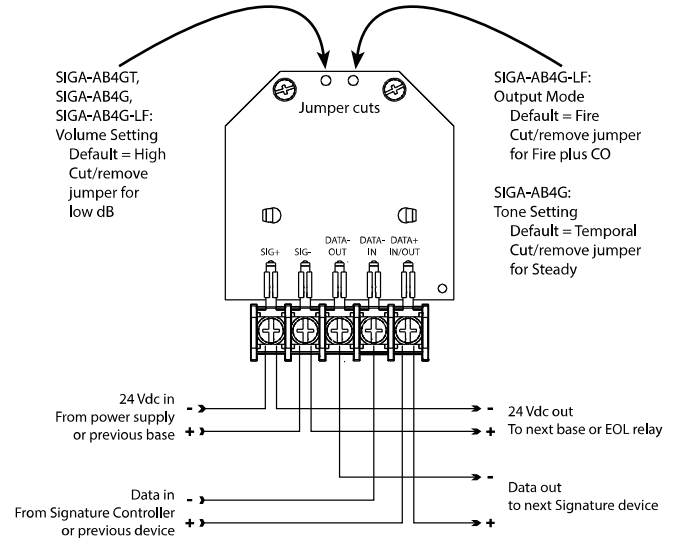 SIGA-AB4GT,
SIGA-AB4G,
SIGA-AB4G-LF:
Volume Setting
Default = High
Cut/remove
jumper for
low dB
Jumper cuts
SIGA-AB4G-LF:
Output Mode
Default = Fire
Cut/remove jumper
for Fire plus CO
SIGA-AB4G:
Tone Setting
Default = Temporal
Cut/remove jumper
for Steady
SIG+
SIG-
DATA-
OUT
DATA-
IN
DATA+
IN/OUT
24 Vdc in
From power supply
or previous base
-
+
-
+
24 Vdc out
To next base or EOL relay
Data in
From Signature Controller
or previous device
-
+
-
+
Data out
to next Signature device